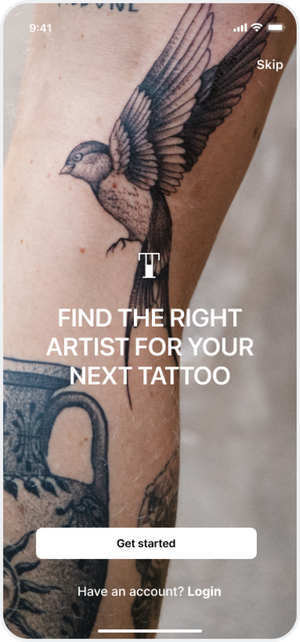 9:41
Skip
T
FIND THE RIGHT
ARTIST FOR YOUR
NEXT TATTOO
Get started
Have an account? Login